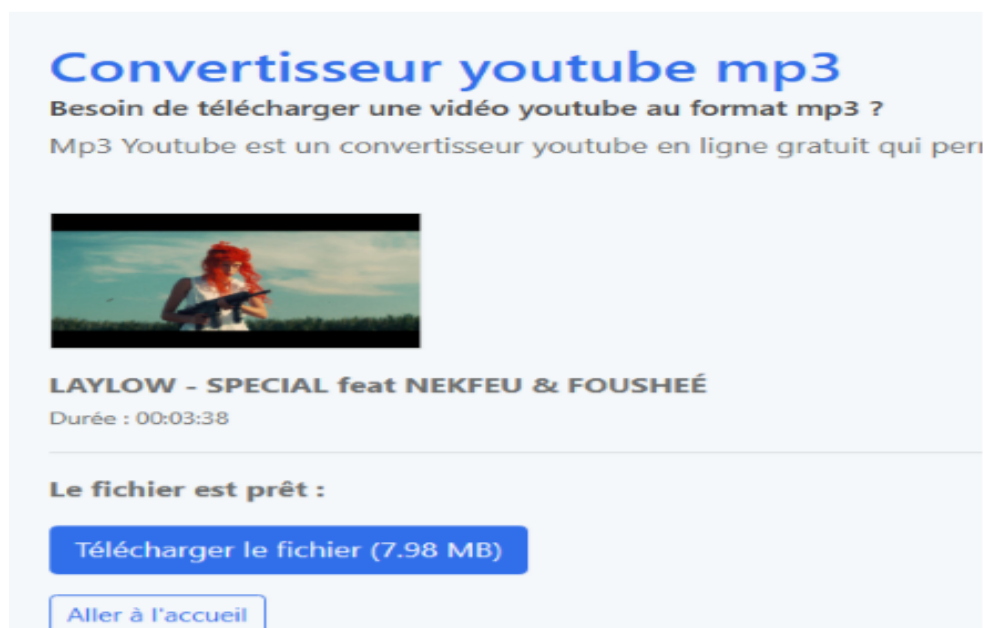 Convertisseur youtube mp3
Besoin de télécharger une vidéo youtube au format mp3 ?
Mp3 Youtube est un convertisseur youtube en ligne gratuit qui
LAYLOW - SPECIAL feat NEKFEU & FOUSHEÉ
Durée : 00:03:38
Le fichier est prêt :
Télécharger le fichier (7.98 MB)
Aller à l'accueil